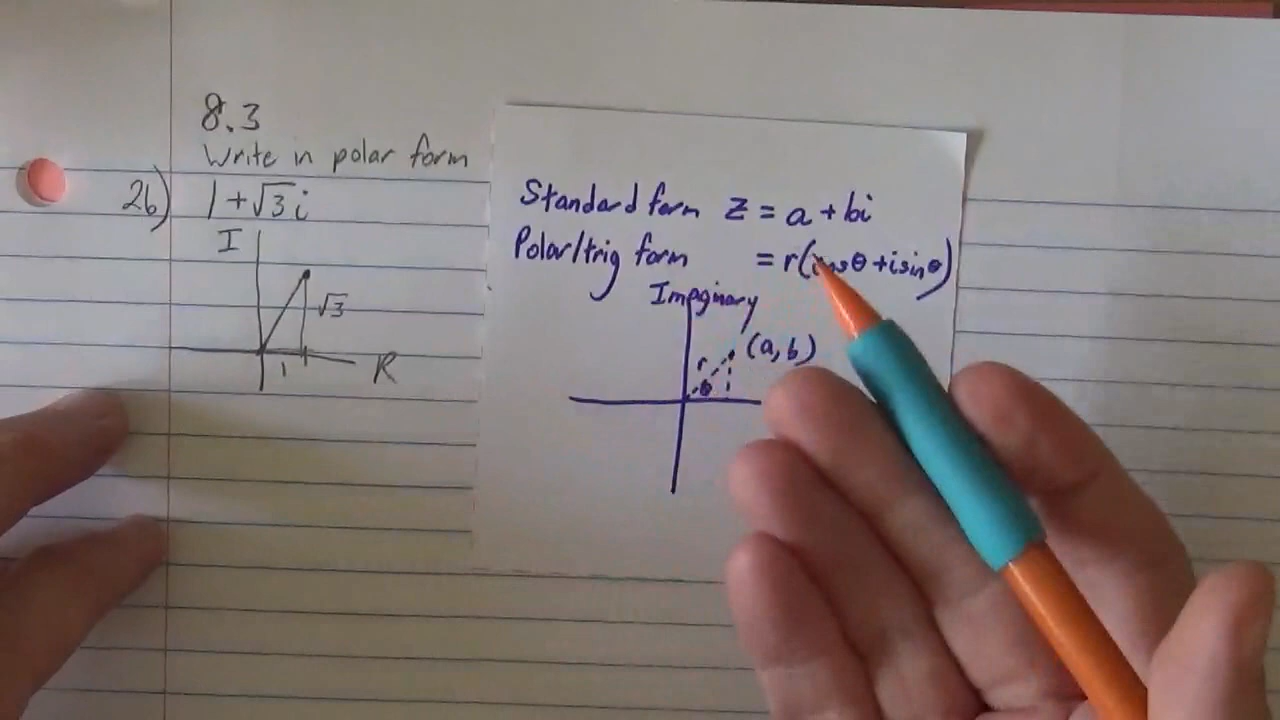 8.3
Write in polar form
26) 1+√3i
I
√3
1
R
Standard form z = a + bi
Polar/trig form = r(cosθ + isinθ)
Imaginary
(a, b)
r
θ